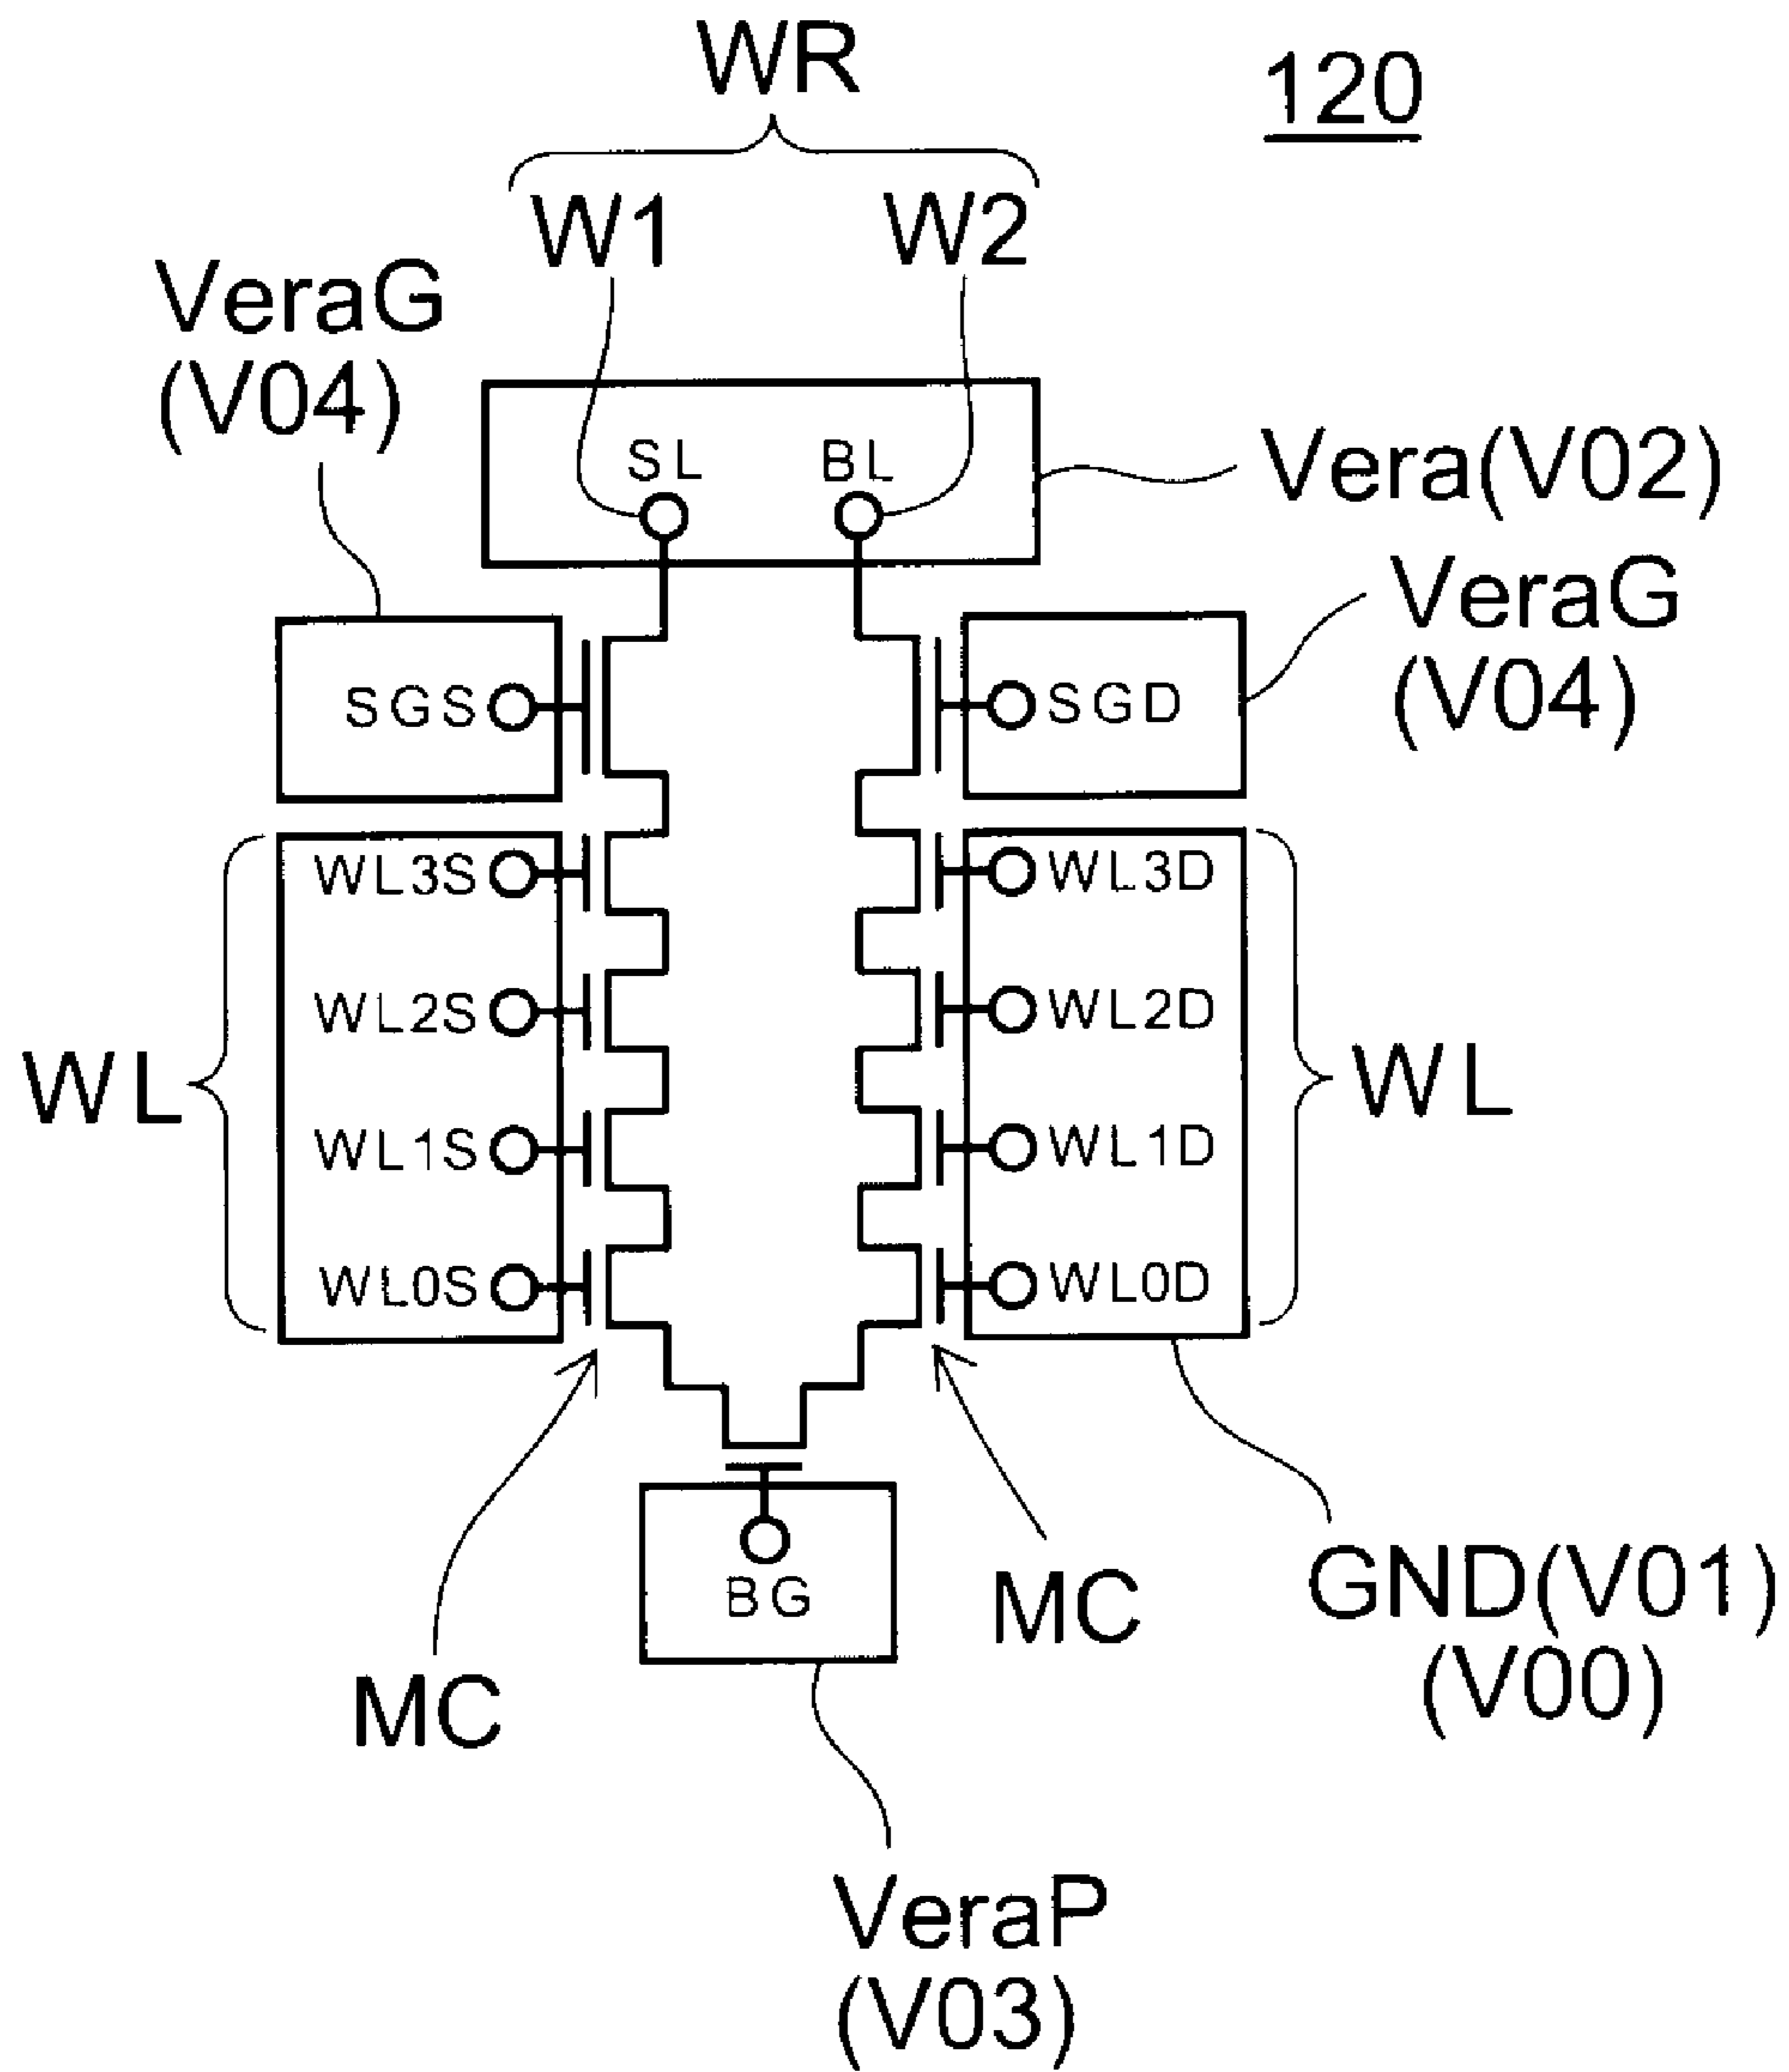 WR
120
W1 W2
VeraG
(V04)
SL BL
Vera(V02)
VeraG
(V04)
SGS SGD
WL3S WL3D
WL2S WL2D
WL WL
WL1S WL1D
WL0S WL0D
BG
MC
MC
GND(V01)
(V00)
VeraP
(V03)